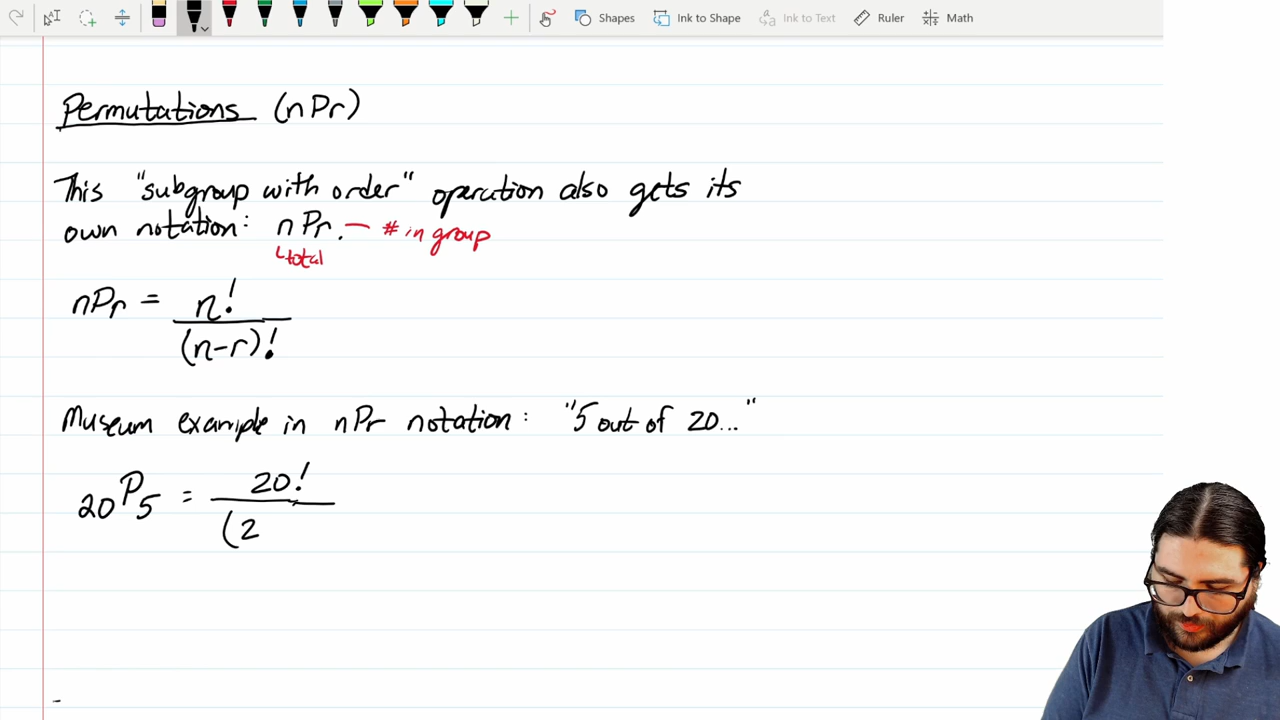 Shapes Ink to Shape Ink to Text Ruler Math
Permutations (nPr)
This "subgroup with order" operation also gets its
own notation: nPr. — # in group
total
nPr = n!
(n-r)!
Museum example in nPr notation: "5 out of 20..."
20P5 = 20!
(2